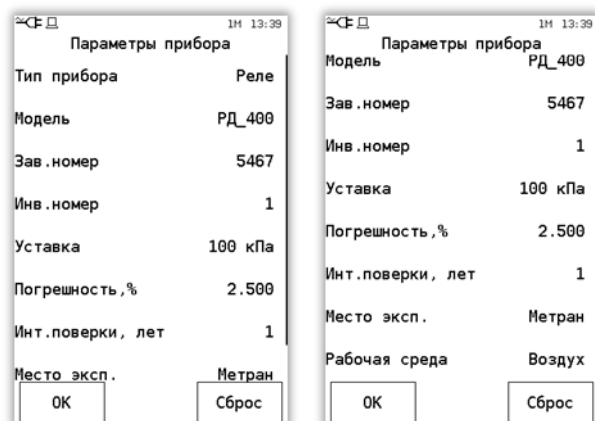 1М 13:39
Параметры прибора
Тип прибора Реле
Модель РД_400
Зав.номер 5467
Инв.номер 1
Уставка 100 кПа
Погрешность,% 2.500
Инт.поверки, лет 1
Место эксп. Метран
ОК Сброс
1М 13:39
Параметры прибора
Модель РД_400
Зав.номер 5467
Инв.номер 1
Уставка 100 кПа
Погрешность,% 2.500
Инт.поверки, лет 1
Место эксп. Метран
Рабочая среда Воздух
ОК Сброс